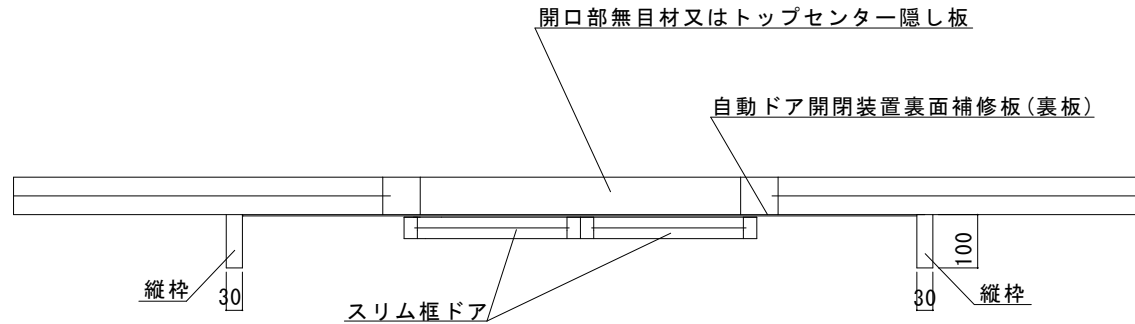 開口部無目材又はトップセンター隠し板
自動ドア開閉装置裏面補修板(裏板)
100
縦枠
30
スリム框ドア
30
縦枠